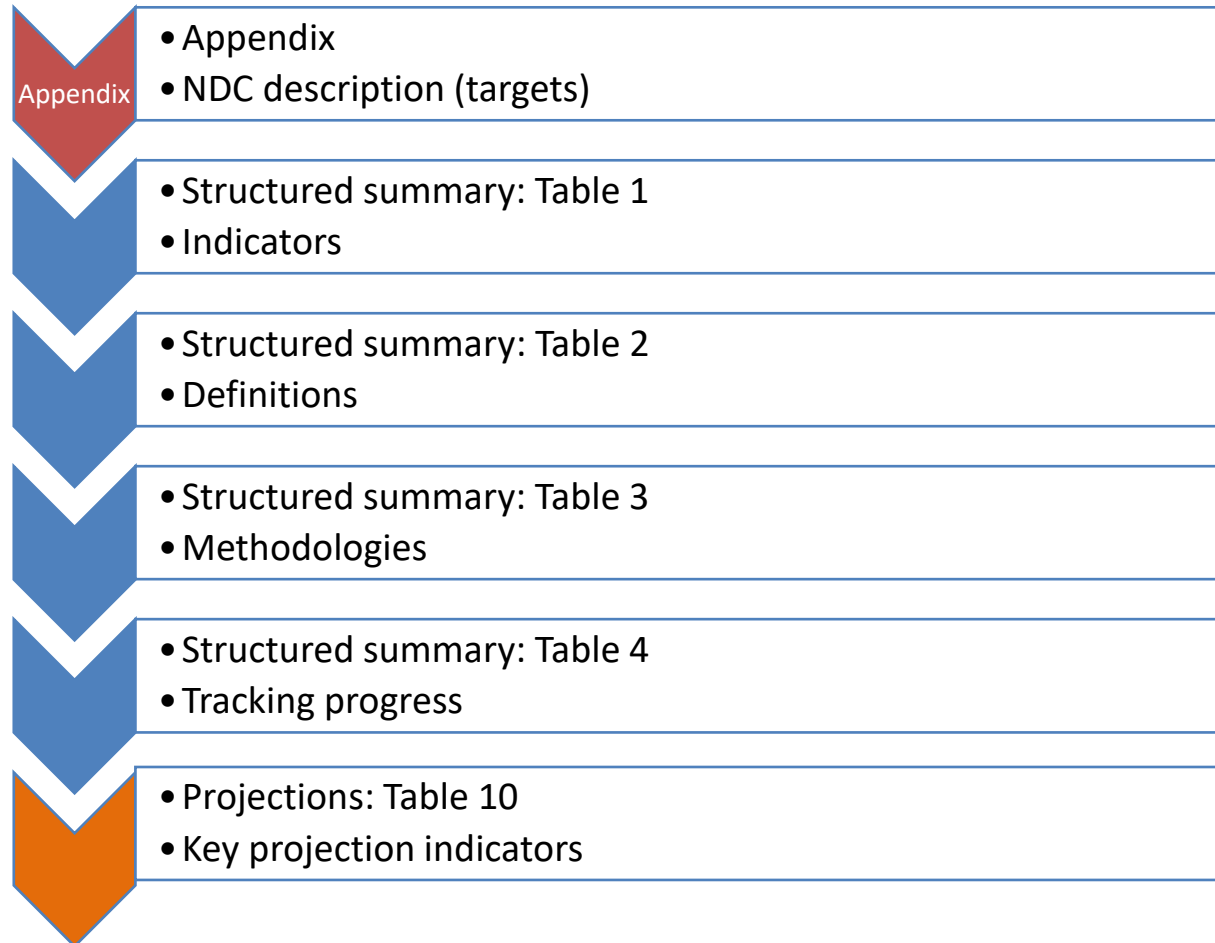 Appendix
•Appendix
•NDC description (targets)
•Structured summary: Table 1
•Indicators
•Structured summary: Table 2
•Definitions
•Structured summary: Table 3
•Methodologies
•Structured summary: Table 4
•Tracking progress
•Projections: Table 10
•Key projection indicators